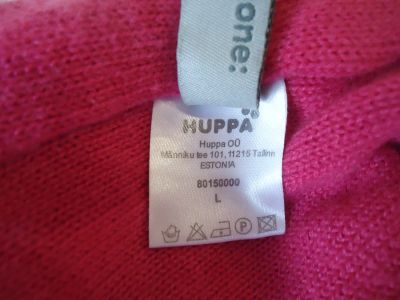 one:
HUPPA
Huppa OÜ
Männiku tee 101, 11215 Tallinn
ESTONIA
80150000
L
P